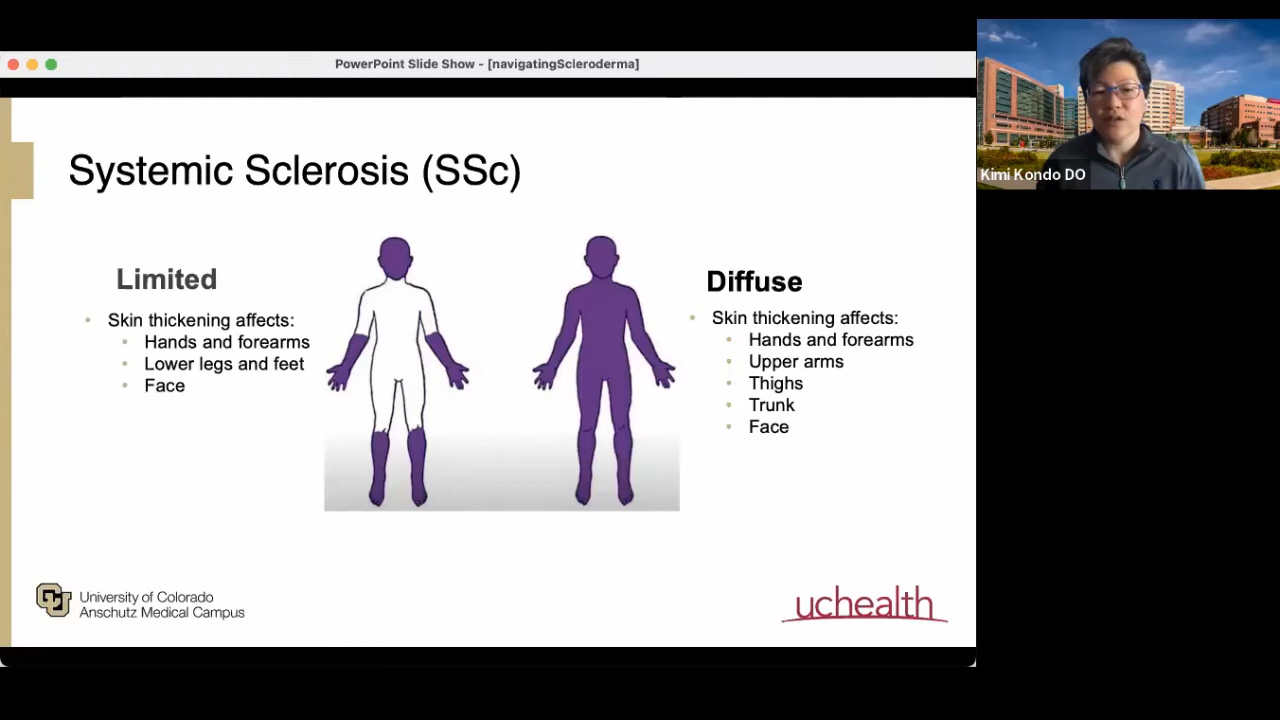 PowerPoint Slide Show - [navigatingScleroderma]
Systemic Sclerosis (SSc)
Limited
• Skin thickening affects:
• Hands and forearms
• Lower legs and feet
• Face
Diffuse
• Skin thickening affects:
• Hands and forearms
• Upper arms
• Thighs
• Trunk
• Face
CU
University of Colorado
Anschutz Medical Campus
uchealth
Kimi Kondo DO